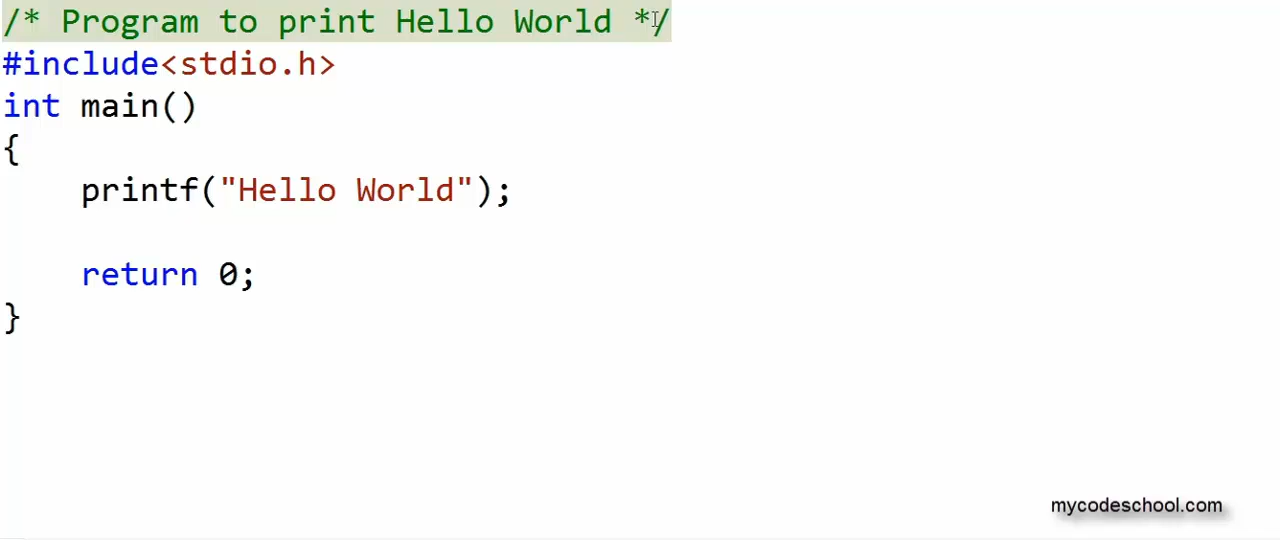 /* Program to print Hello World */
#include<stdio.h>
int main()
{
    printf("Hello World");
    return 0;
}
mycodeschool.com